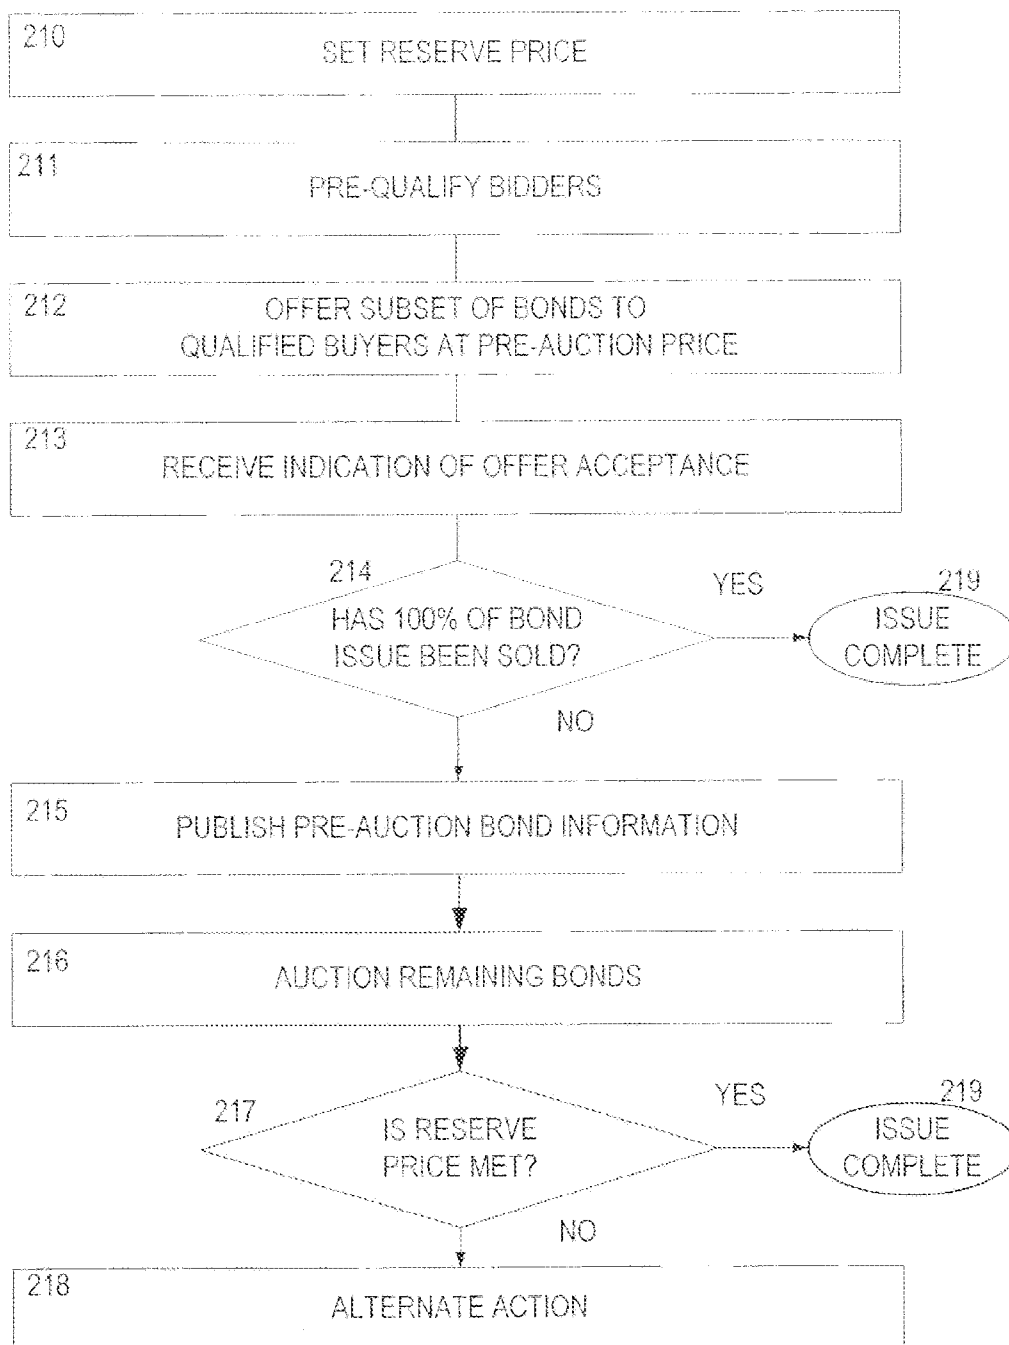 210
SET RESERVE PRICE
211
PRE-QUALIFY BIDDERS
212
OFFER SUBSET OF BONDS TO
QUALIFIED BUYERS AT PRE-AUCTION PRICE
213
RECEIVE INDICATION OF OFFER ACCEPTANCE
214
HAS 100% OF BOND
ISSUE BEEN SOLD?
YES
219
ISSUE
COMPLETE
NO
215
PUBLISH PRE-AUCTION BOND INFORMATION
216
AUCTION REMAINING BONDS
217
IS RESERVE
PRICE MET?
YES
219
ISSUE
COMPLETE
NO
218
ALTERNATE ACTION